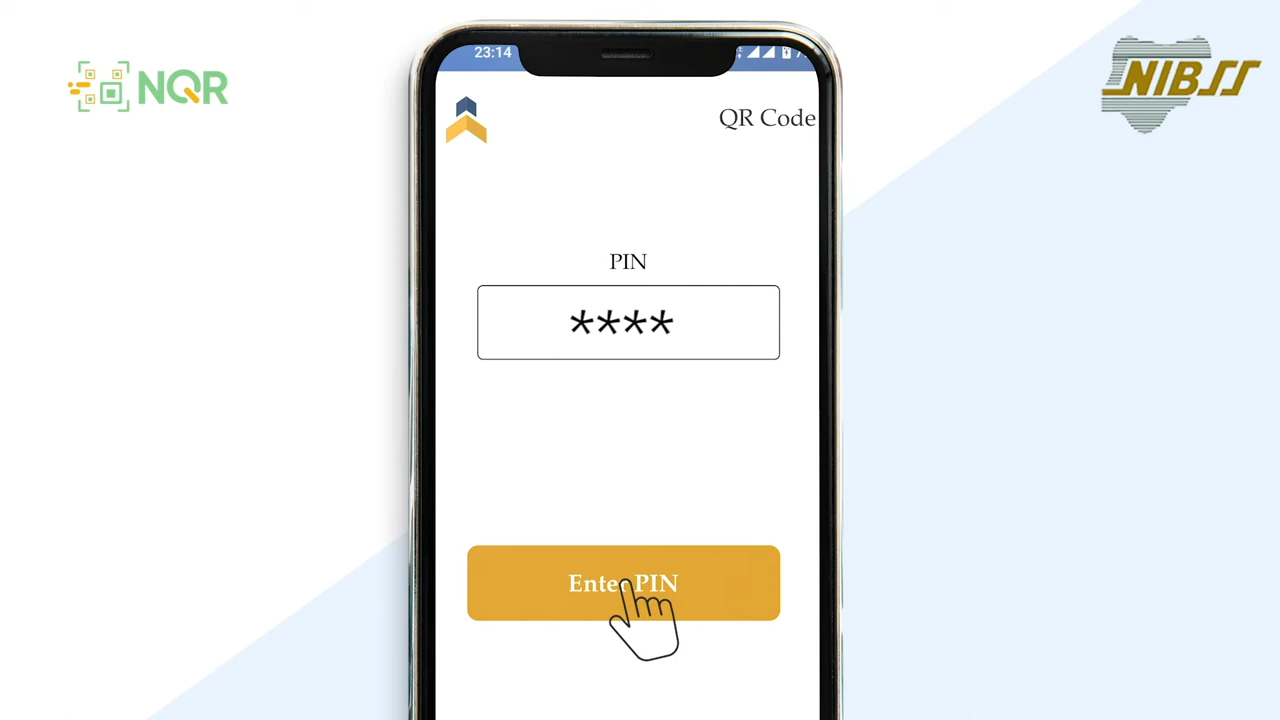 23:14
NQR
NIBSS
QR Code
PIN
****
Enter PIN